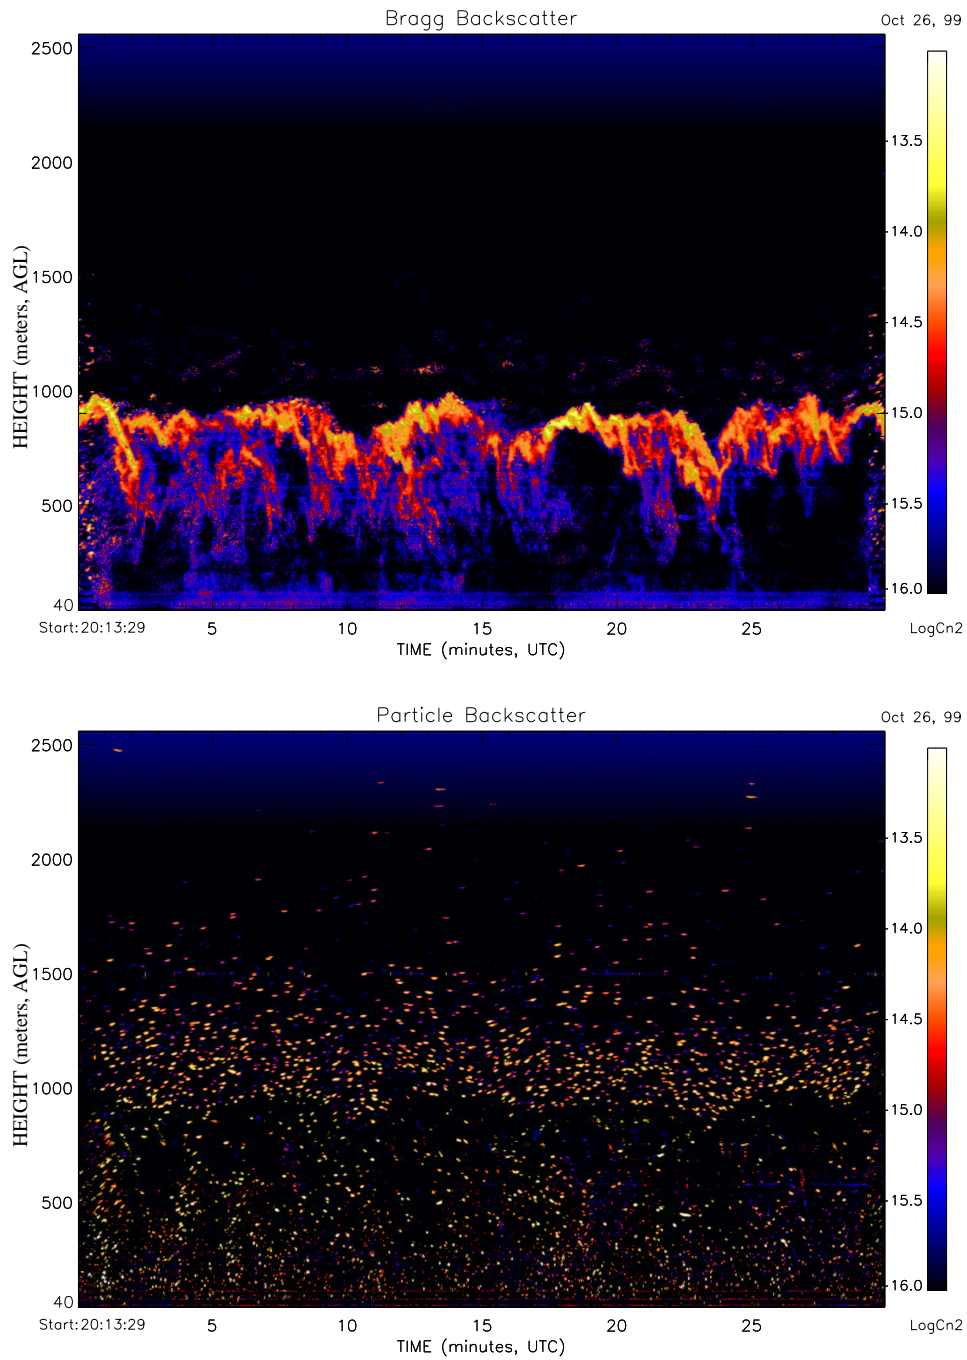 Bragg Backscatter
Oct 26, 99
2500
2000
1500
1000
500
40
HEIGHT (meters, AGL)
13.5
14.0
14.5
15.0
15.5
16.0
Start:20:13:29
5
10
15
20
25
LogCn2
TIME (minutes, UTC)
Particle Backscatter
Oct 26, 99
2500
2000
1500
1000
500
40
HEIGHT (meters, AGL)
13.5
14.0
14.5
15.0
15.5
16.0
Start:20:13:29
5
10
15
20
25
LogCn2
TIME (minutes, UTC)